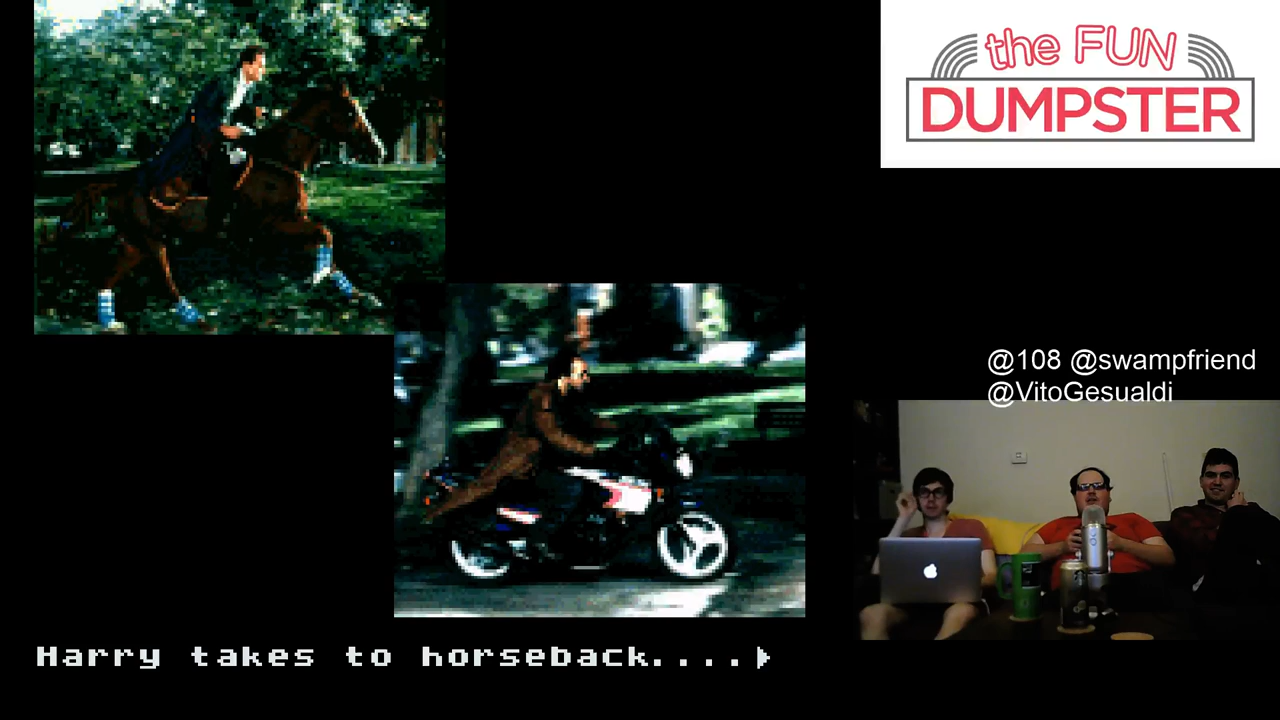 the FUN
DUMPSTER
@108 @swampfriend
@VitoGesualdi
Harry takes to horseback....